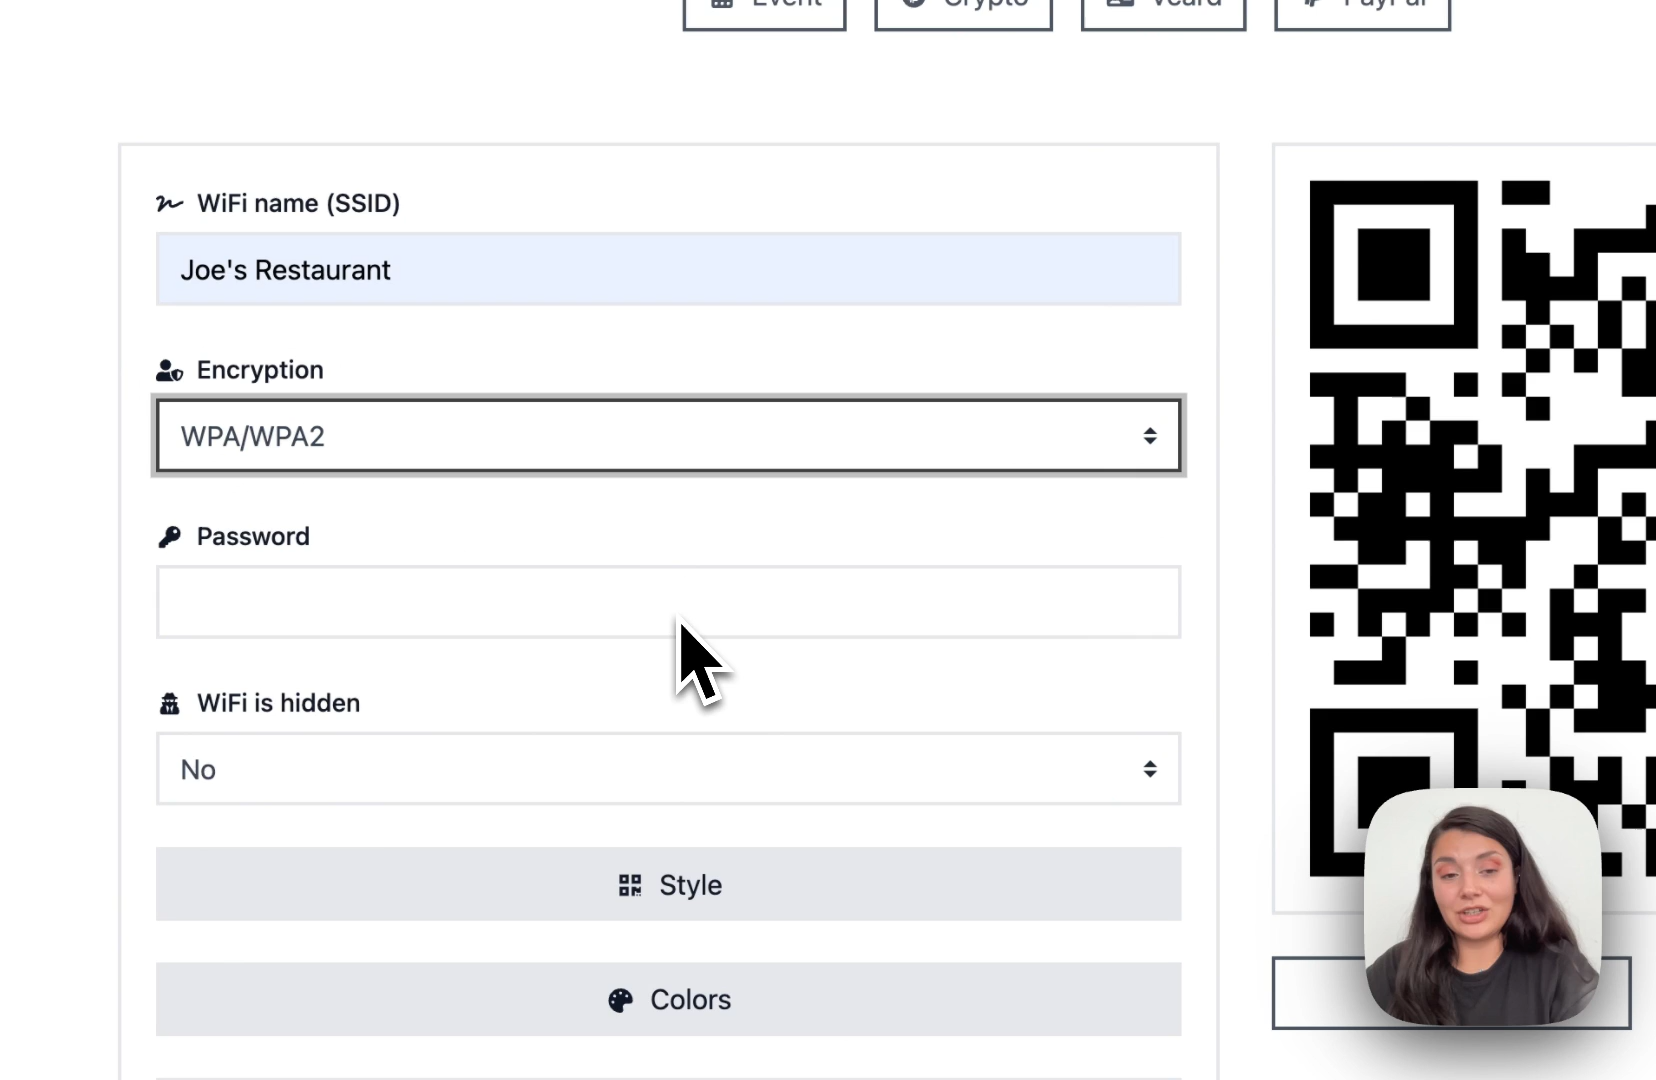 Event
Crypto
Vcard
PayPal
WiFi name (SSID)
Joe's Restaurant
Encryption
WPA/WPA2
Password
WiFi is hidden
No
Style
Colors